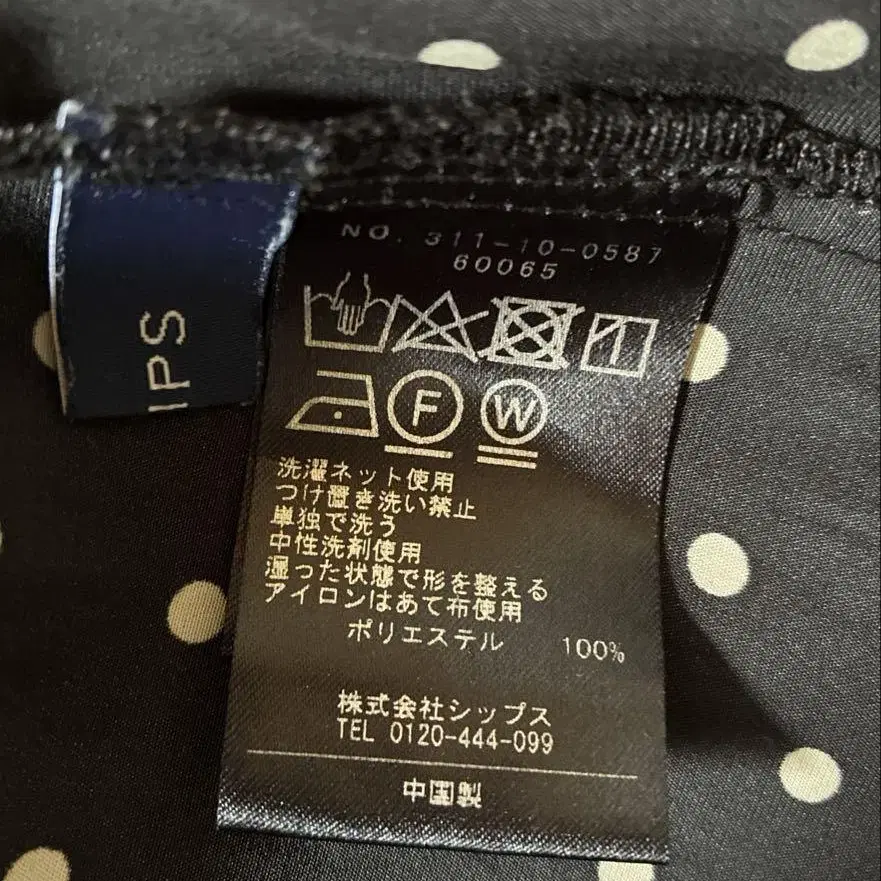 IPS
NO. 311-10-0587
60065
F W
洗濯ネット使用
つけ置き洗い禁止
単独で洗う
中性洗剤使用
湿った状態で形を整える
アイロンはあて布使用
ポリエステル 100%
株式会社シップス
TEL 0120-444-099
中国製